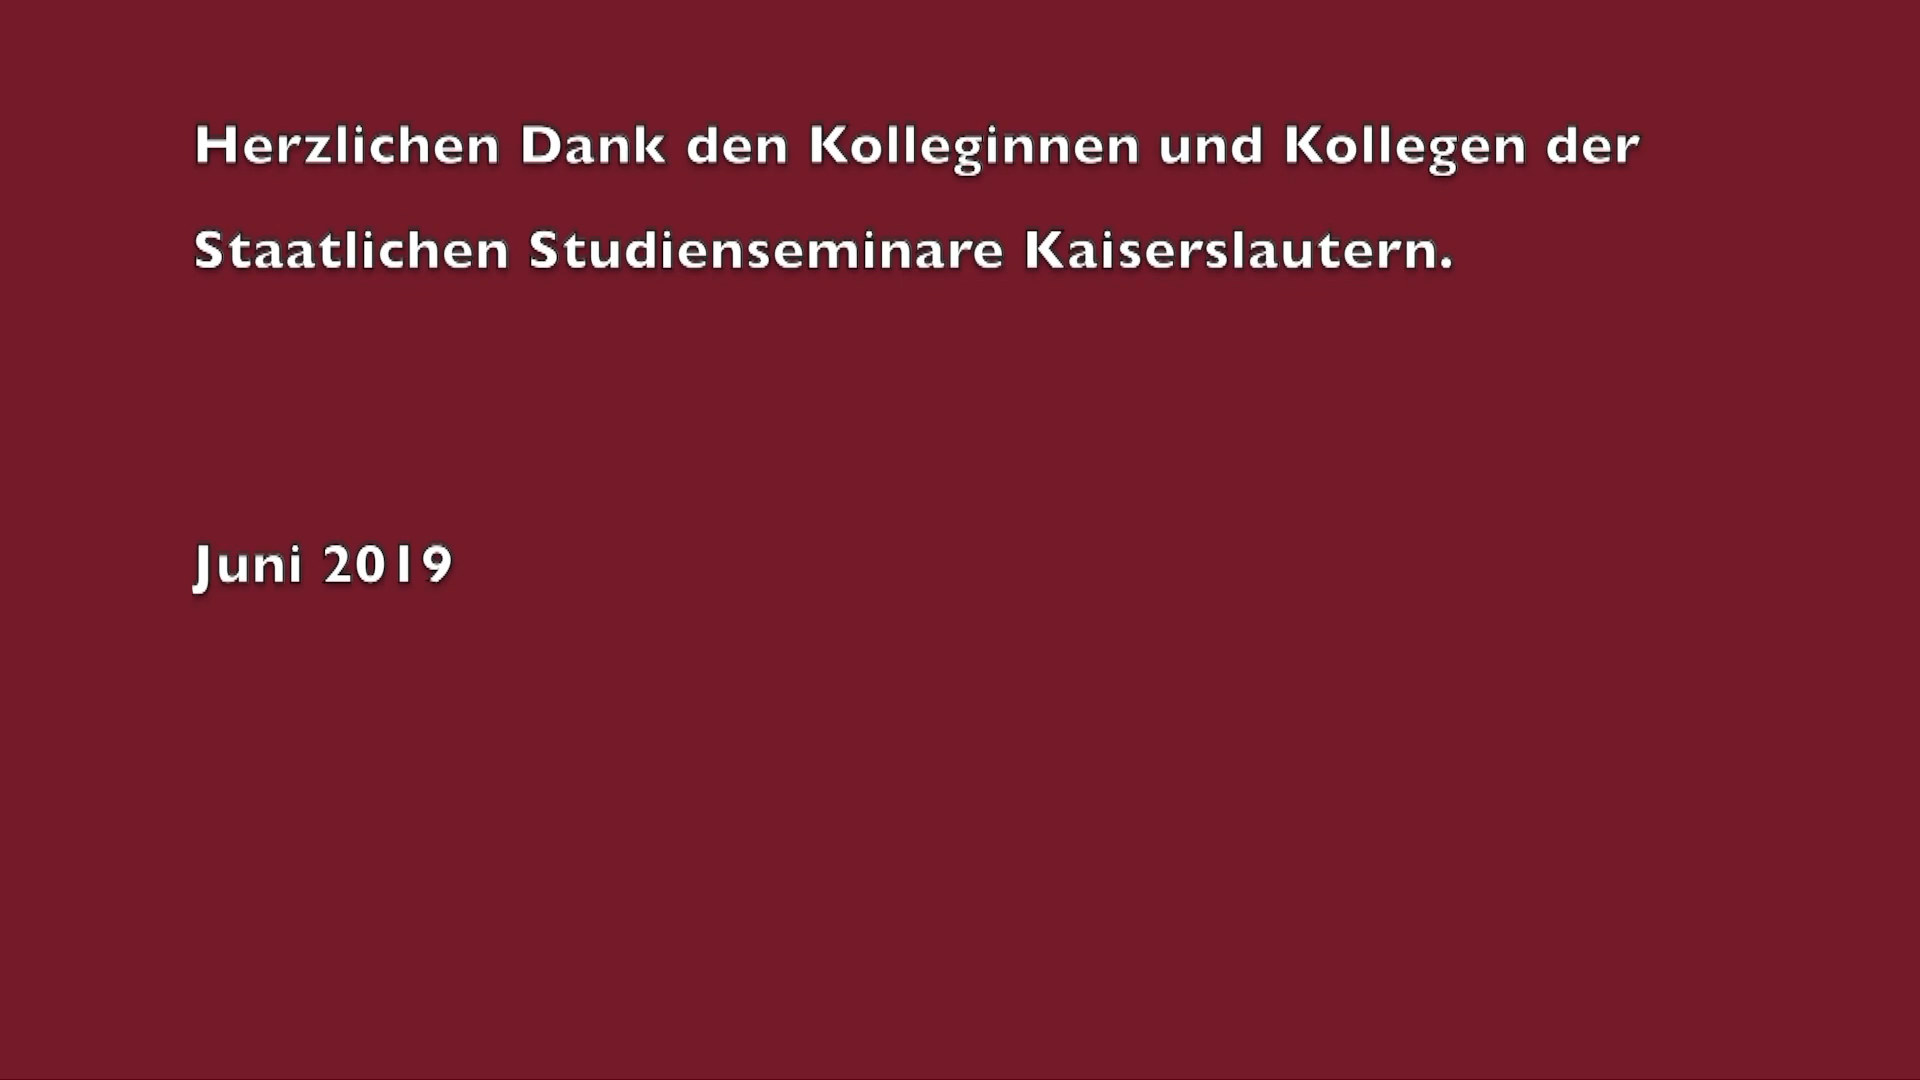 Herzlichen Dank den Kolleginnen und Kollegen der
Staatlichen Studienseminare Kaiserslautern.
Juni 2019